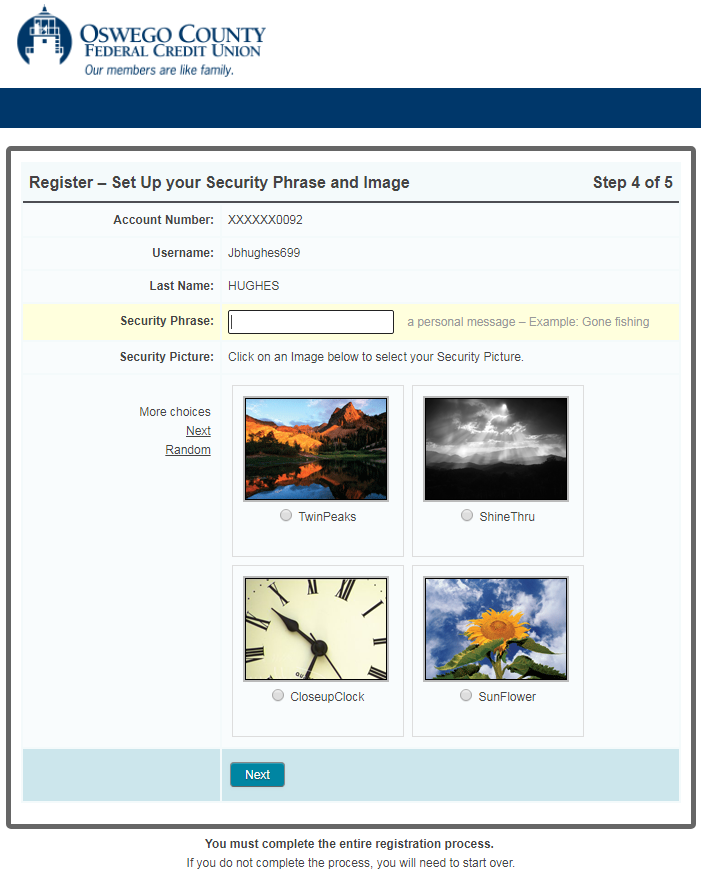 OSWEGO COUNTY
FEDERAL CREDIT UNION
Our members are like family.
Register – Set Up your Security Phrase and Image Step 4 of 5
Account Number: XXXXXX0092
Username: Jbhughes699
Last Name: HUGHES
Security Phrase: a personal message – Example: Gone fishing
Security Picture: Click on an Image below to select your Security Picture.
More choices
Next
Random
TwinPeaks ShineThru
CloseupClock SunFlower
Next
You must complete the entire registration process.
If you do not complete the process, you will need to start over.